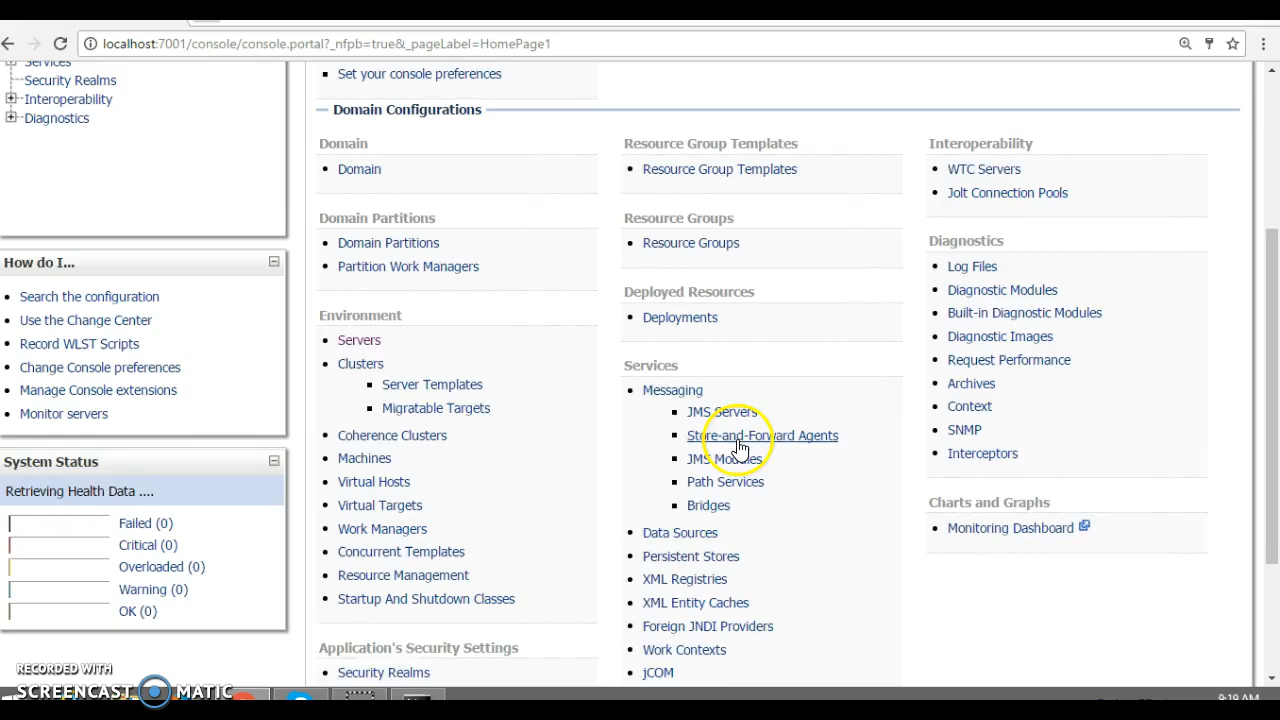 localhost:7001/console/console.portal?_nfpb=true&_pageLabel=HomePage1
Services
Security Realms
Interoperability
Diagnostics
How do I...
Search the configuration
Use the Change Center
Record WLST Scripts
Change Console preferences
Manage Console extensions
Monitor servers
System Status
Retrieving Health Data ....
Failed (0)
Critical (0)
Overloaded (0)
Warning (0)
OK (0)
Set your console preferences
Domain Configurations
Domain
Domain
Domain Partitions
Domain Partitions
Partition Work Managers
Environment
Servers
Clusters
Server Templates
Migratable Targets
Coherence Clusters
Machines
Virtual Hosts
Virtual Targets
Work Managers
Concurrent Templates
Resource Management
Startup And Shutdown Classes
Application's Security Settings
Security Realms
Resource Group Templates
Resource Group Templates
Resource Groups
Resource Groups
Deployed Resources
Deployments
Services
Messaging
JMS Servers
Store-and-Forward Agents
JMS Modules
Path Services
Bridges
Data Sources
Persistent Stores
XML Registries
XML Entity Caches
Foreign JNDI Providers
Work Contexts
jCOM
Interoperability
WTC Servers
Jolt Connection Pools
Diagnostics
Log Files
Diagnostic Modules
Built-in Diagnostic Modules
Diagnostic Images
Request Performance
Archives
Context
SNMP
Interceptors
Charts and Graphs
Monitoring Dashboard
RECORDED WITH
SCREENCAST MATIC
9:19 AM